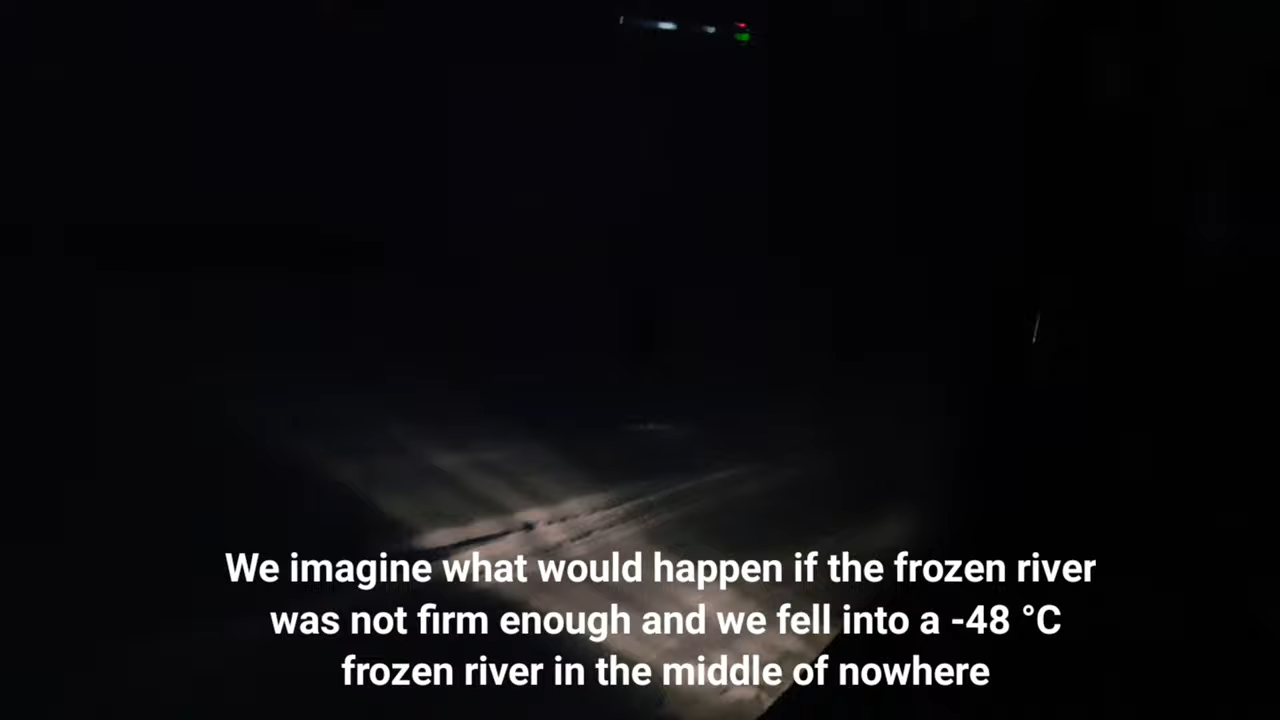 We imagine what would happen if the frozen river
was not firm enough and we fell into a -48 °C
frozen river in the middle of nowhere